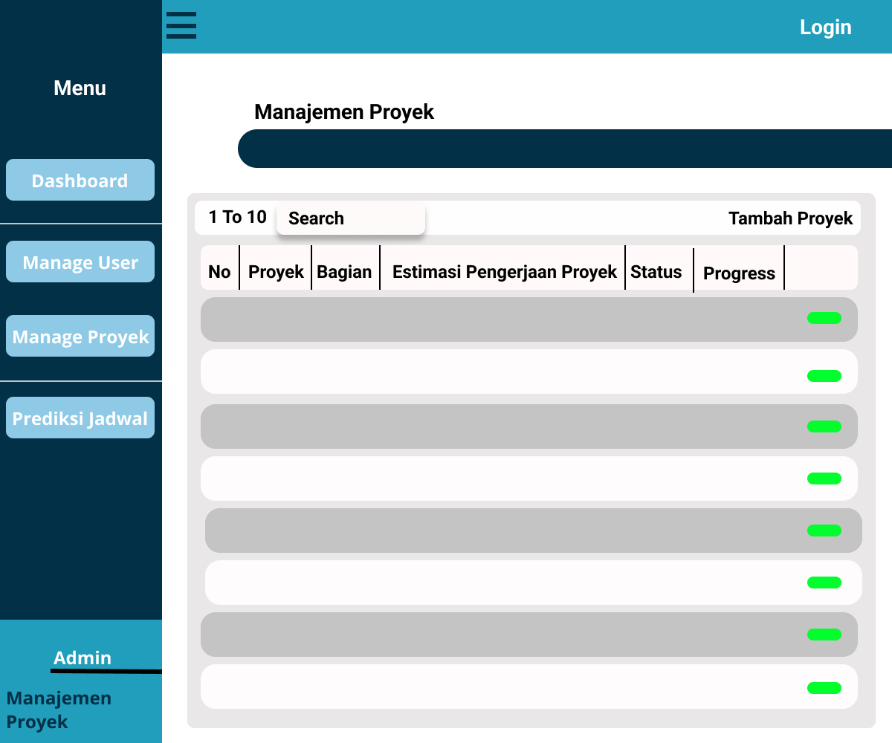 Login
Menu
Dashboard
Manage User
Manage Proyek
Prediksi Jadwal
Admin
Manajemen
Proyek
Manajemen Proyek
1 To 10 Search Tambah Proyek
No Proyek Bagian Estimasi Pengerjaan Proyek Status Progress